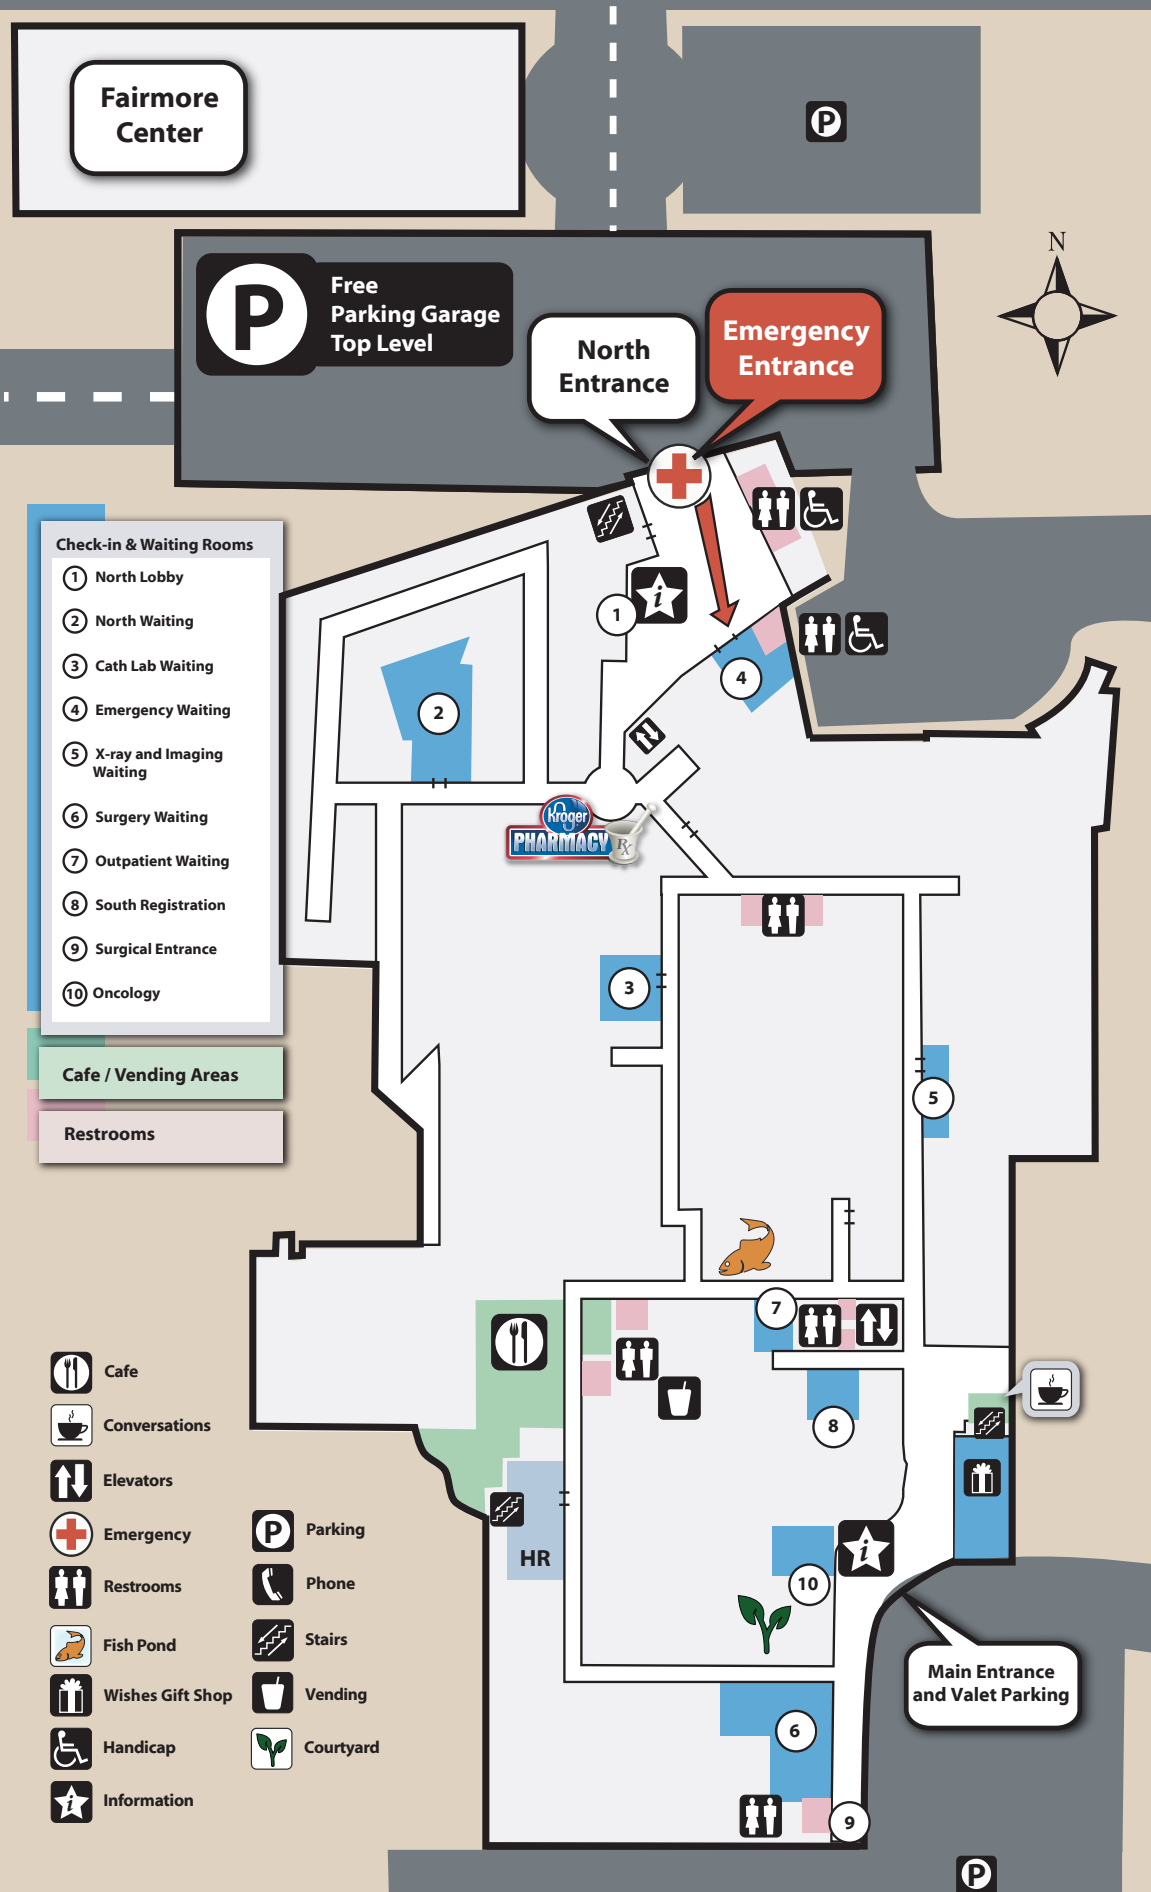 Fairmore
Center
P
N
P
Free
Parking Garage
Top Level
North
Entrance
Emergency
Entrance
Check-in & Waiting Rooms
1 North Lobby
2 North Waiting
3 Cath Lab Waiting
4 Emergency Waiting
5 X-ray and Imaging
Waiting
6 Surgery Waiting
7 Outpatient Waiting
8 South Registration
9 Surgical Entrance
10 Oncology
Cafe / Vending Areas
Restrooms
i
1
4
2
Kroger
PHARMACY
Rx
3
5
7
8
HR
i
10
Main Entrance
and Valet Parking
6
9
P
Cafe
Conversations
Elevators
Emergency
Restrooms
Fish Pond
Wishes Gift Shop
Handicap
i Information
P Parking
Phone
Stairs
Vending
Courtyard